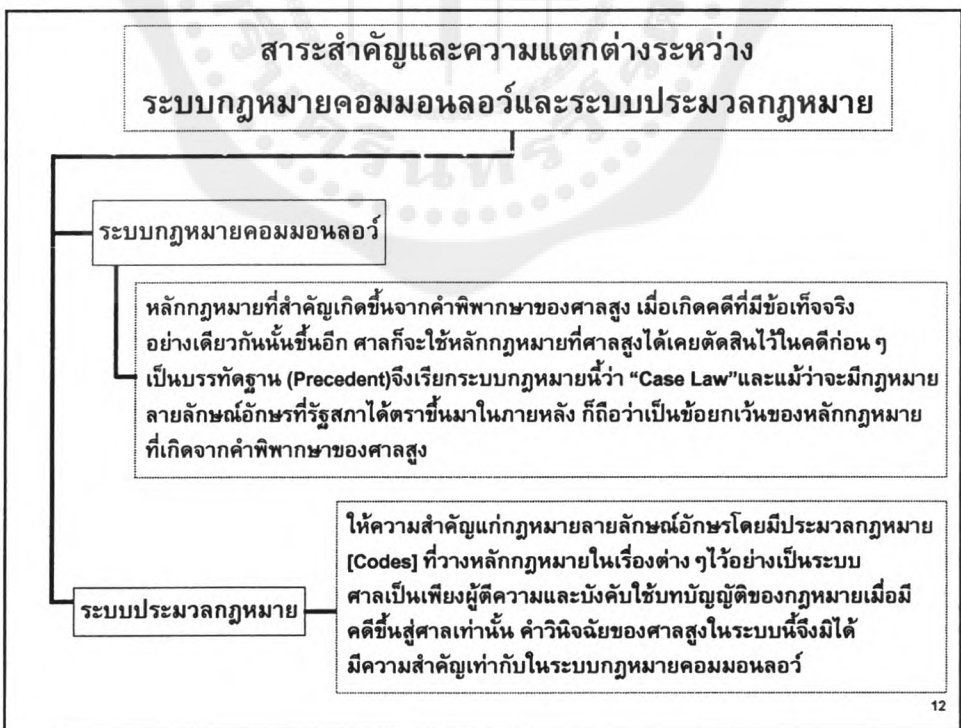 สาระสำคัญและความแตกต่างระหว่าง
ระบบกฎหมายคอมมอนลอว์และระบบประมวลกฎหมาย
ระบบกฎหมายคอมมอนลอว์
หลักกฎหมายที่สำคัญเกิดขึ้นจากคำพิพากษาของศาลสูง เมื่อเกิดคดีที่มีข้อเท็จจริง
อย่างเดียวกันนั้นขึ้นอีก ศาลก็จะใช้หลักกฎหมายที่ศาลสูงได้เคยตัดสินไว้ในคดีก่อน ๆ
เป็นบรรทัดฐาน (Precedent)จึงเรียกระบบกฎหมายนี้ว่า “Case Law”และแม้ว่าจะมีกฎหมาย
ลายลักษณ์อักษรที่รัฐสภาได้ตราขึ้นมาในภายหลัง ก็ถือว่าเป็นข้อยกเว้นของหลักกฎหมาย
ที่เกิดจากคำพิพากษาของศาลสูง
ให้ความสำคัญแก่กฎหมายลายลักษณ์อักษรโดยมีประมวลกฎหมาย
[Codes] ที่วางหลักกฎหมายในเรื่องต่าง ๆไว้อย่างเป็นระบบ
ศาลเป็นเพียงผู้ตีความและบังคับใช้บทบัญญัติของกฎหมายเมื่อมี
คดีขึ้นสู่ศาลเท่านั้น คำวินิจฉัยของศาลสูงในระบบนี้จึงมิได้
มีความสำคัญเท่ากับในระบบกฎหมายคอมมอนลอว์
ระบบประมวลกฎหมาย
12